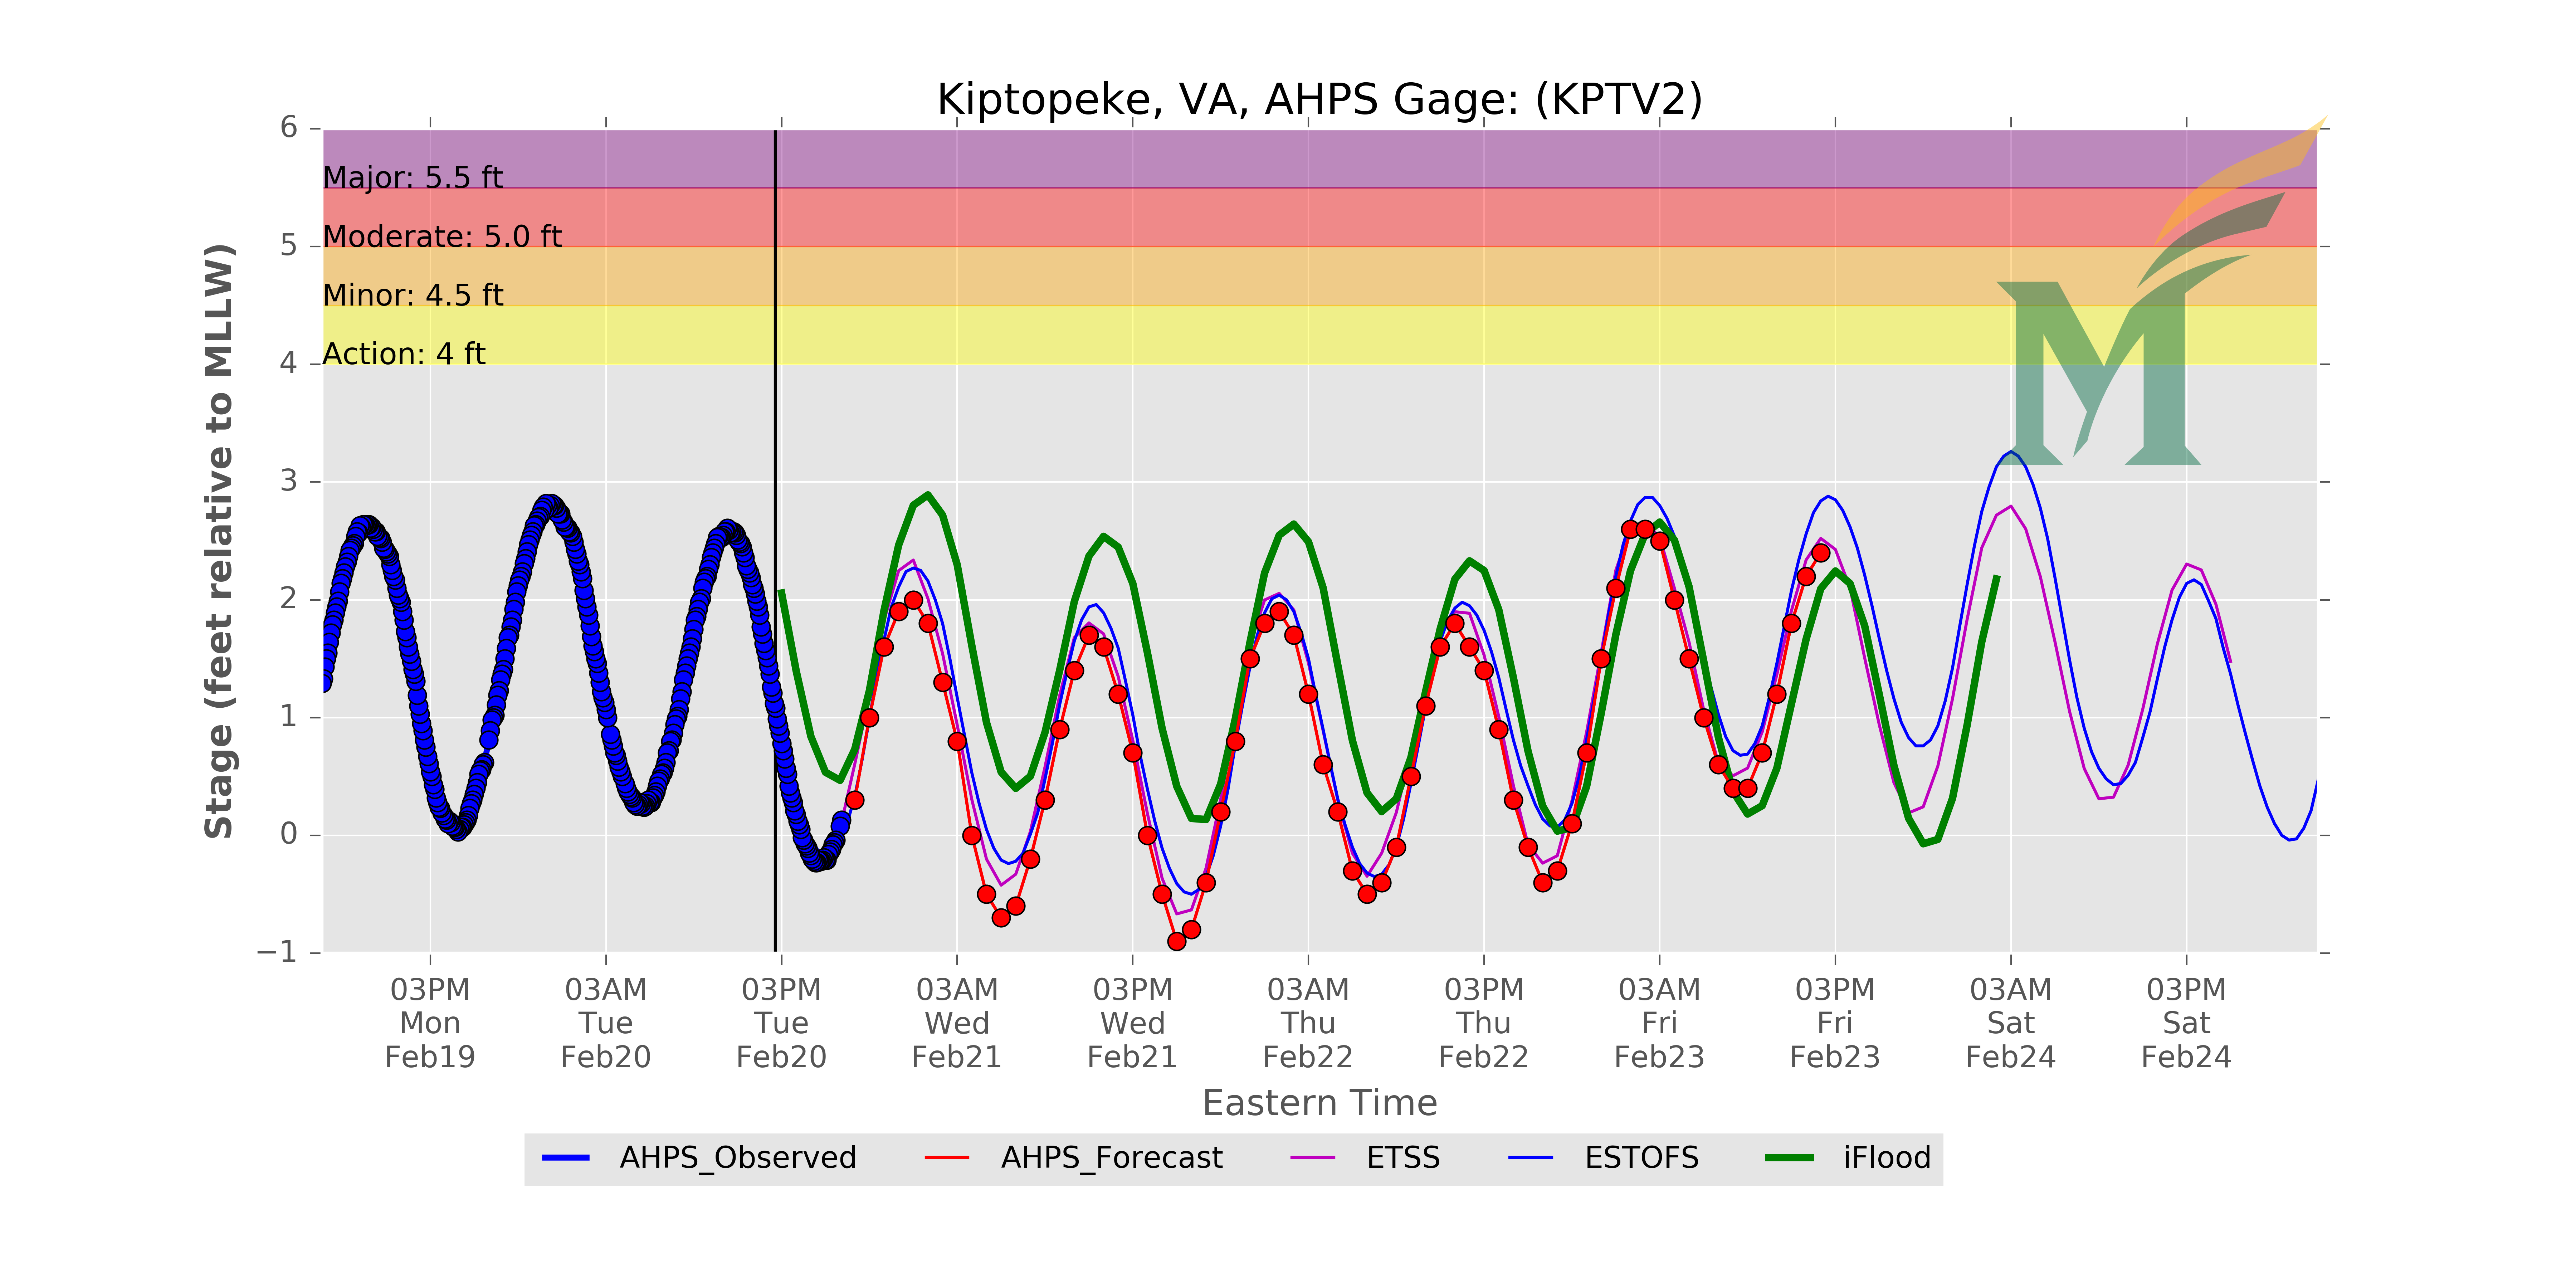 Kiptopeke, VA, AHPS Gage: (KPTV2)
Stage (feet relative to MLLW)
6
5
4
3
2
1
0
−1
Major: 5.5 ft
Moderate: 5.0 ft
Minor: 4.5 ft
Action: 4 ft
M
03PM 03AM 03PM 03AM 03PM 03AM 03PM 03AM 03PM 03AM 03PM
Mon Tue Tue Wed Wed Thu Thu Fri Fri Sat Sat
Feb19 Feb20 Feb20 Feb21 Feb21 Feb22 Feb22 Feb23 Feb23 Feb24 Feb24
Eastern Time
AHPS_Observed AHPS_Forecast ETSS ESTOFS iFlood